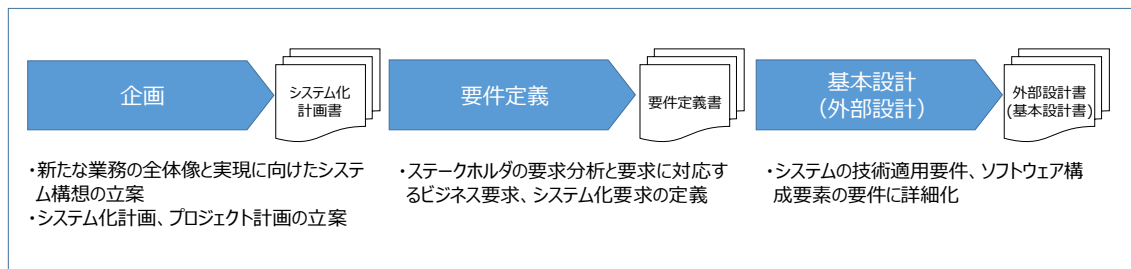 企画
システム化
計画書
要件定義
要件定義書
基本設計
(外部設計)
外部設計書
(基本設計書)
・新たな業務の全体像と実現に向けたシステ
ム構想の立案
・システム化計画、プロジェクト計画の立案
・ステークホルダの要求分析と要求に対応す
るビジネス要求、システム化要求の定義
・システムの技術適用要件、ソフトウェア構
成要素の要件に詳細化